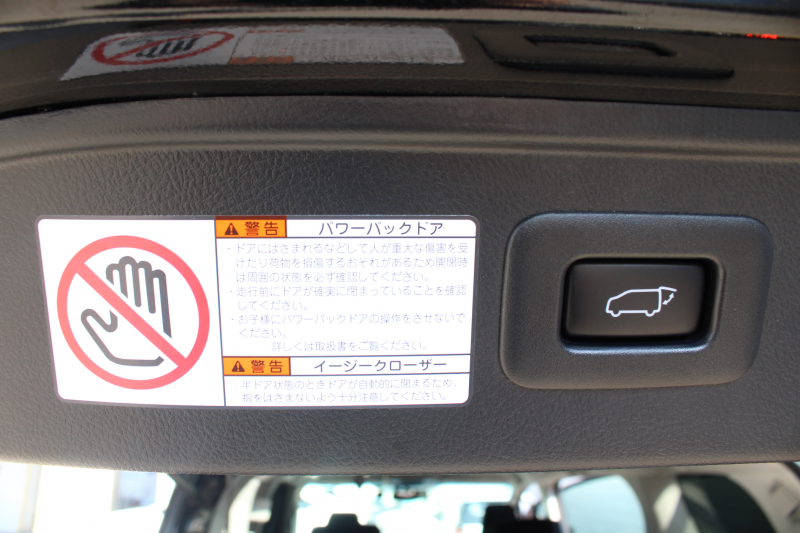 警告 パワーバックドア
・ドアにはさまれるなどして人が重大な傷害を受
けたり荷物を損傷するおそれがあるため開閉時
は周囲の状態を必ず確認してください。
・走行前にドアが確実に閉まっていることを確認
してください。
・お子様にパワーバックドアの操作をさせないで
ください。
詳しくは取扱書をご覧ください。
警告 イージークローザー
半ドア状態のときドアが自動的に閉まるため、
指をはさまないよう十分注意してください。